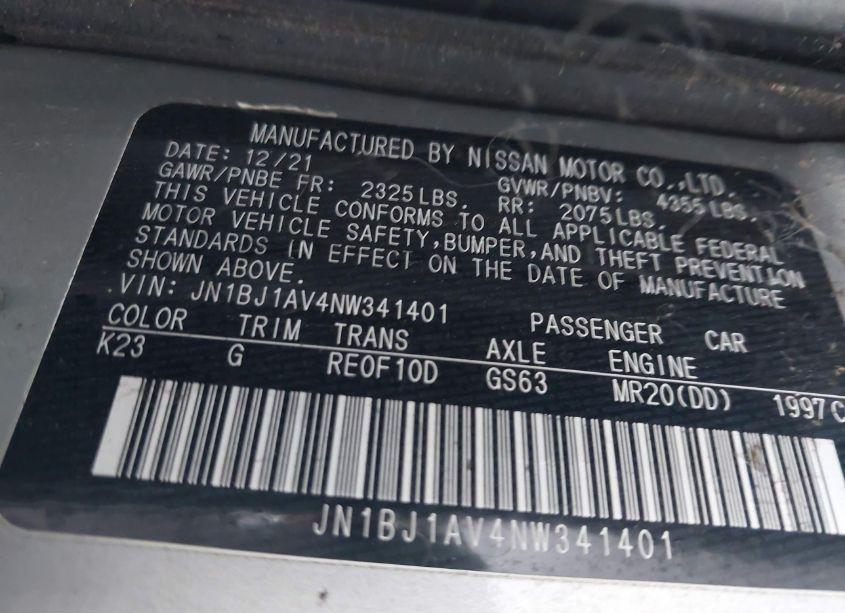 MANUFACTURED BY NISSAN MOTOR CO.,LTD.
DATE: 12/21 GVWR/PNBV: 4355LBS.
GAWR/PNBE FR: 2325LBS. RR: 2075LBS.
THIS VEHICLE CONFORMS TO ALL APPLICABLE FEDERAL
MOTOR VEHICLE SAFETY,BUMPER,AND THEFT PREVENTION
STANDARDS IN EFFECT ON THE DATE OF MANUFACTURE
SHOWN ABOVE.
VIN: JN1BJ1AV4NW341401 PASSENGER CAR
COLOR TRIM TRANS AXLE ENGINE
K23 G RE0F10D GS63 MR20(DD) 1997C
JN1BJ1AV4NW341401